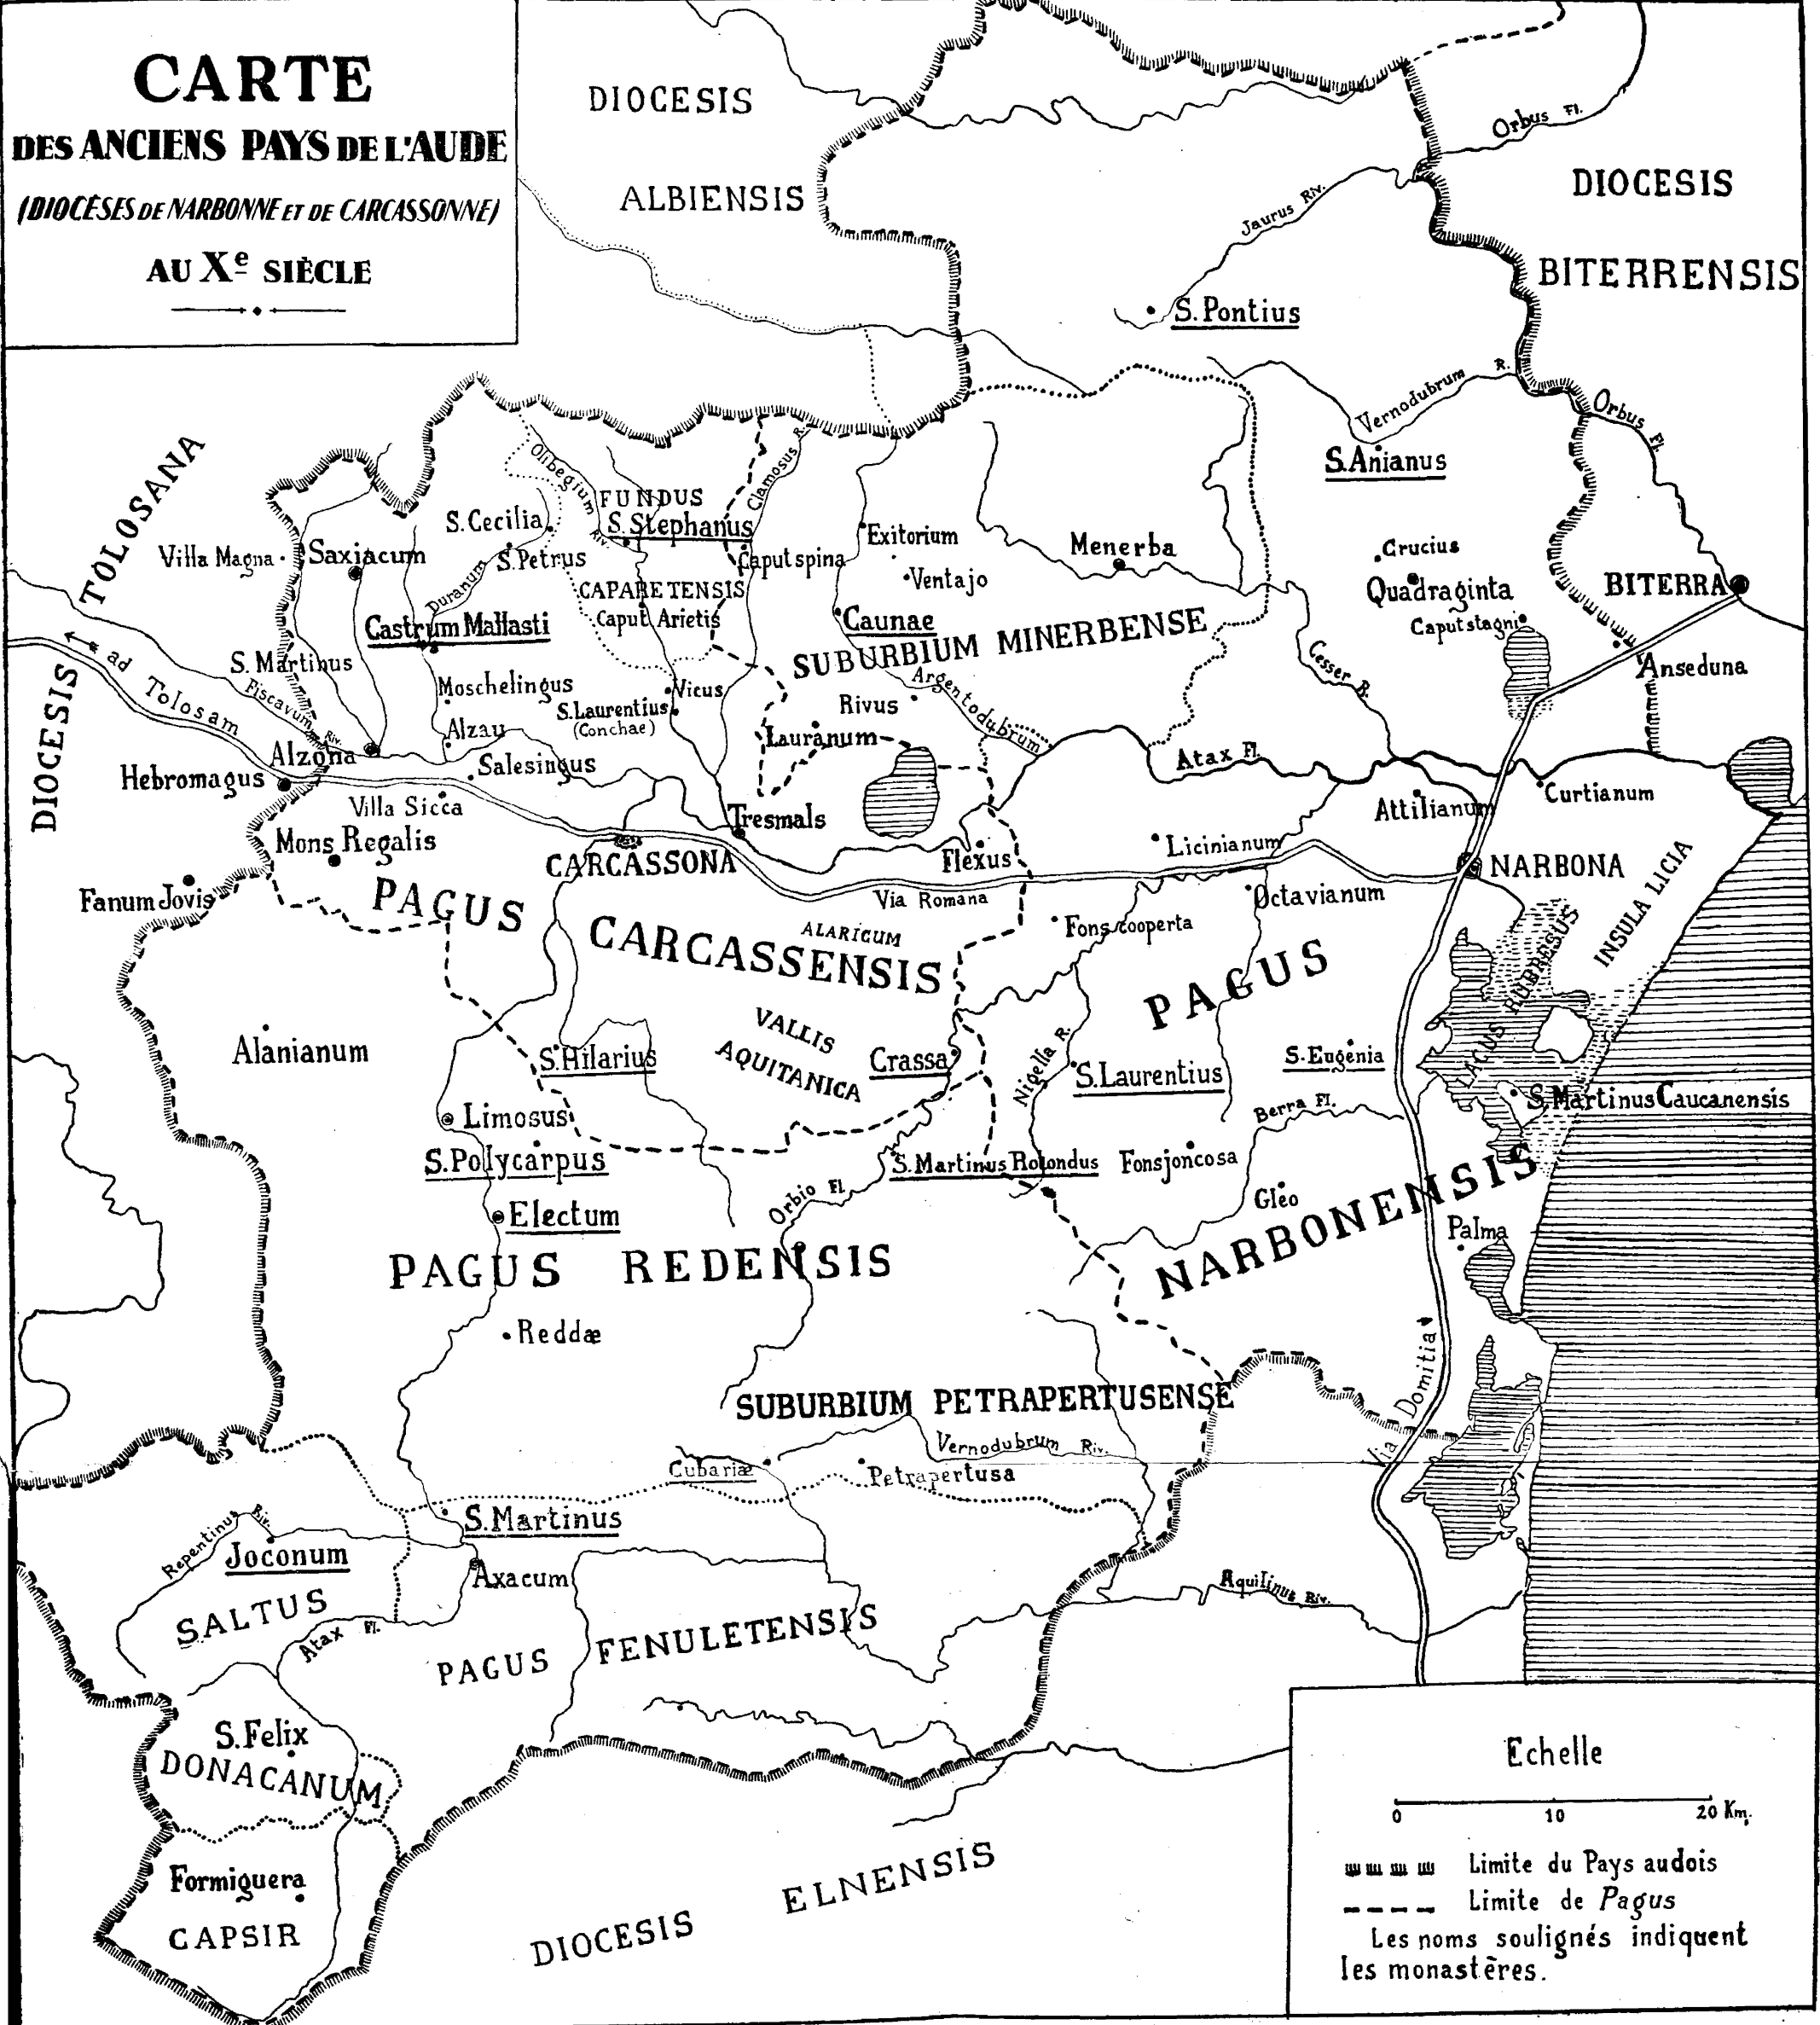 CARTE
DES ANCIENS PAYS DE L'AUDE
(DIOCÈSES DE NARBONNE ET DE CARCASSONNE)
AU Xe SIÈCLE
DIOCESIS
ALBIENSIS
Orbus Fl.
DIOCESIS
BITERRENSIS
Jaurus Riv.
S. Pontius
Vernodubrum R.
Orbus Fl.
S. Anianus
DIOCESIS TOLOSANA
Olibegium Riv.
Clamosus R.
FUNDUS
S. Stephanus
S. Cecilia
S. Petrus
Villa Magna
Saxiacum
Duranum
Caput spina
Exitorium
Ventajo
Menerba
Crucius
Quadraginta
Caput stagni
BITERRA
CAPARETENSIS
Caput Arietis
Castrum Mallasti
Caunae
SUBURBIUM MINERBENSE
Anseduna
ad Tolosam
S. Martinus
Fiscavum Riv.
Moschelingus
S. Laurentius
(Conchae)
Vicus
Rivus
Argentodubrum
Cesser R.
Alzau
Lauranum
Alzona
Hebromagus
Salesingus
Atax Fl.
Villa Sicca
Tresmals
Attilianum
Curtianum
Mons Regalis
CARCASSONA
Flexus
Licinianum
NARBONA
Fanum Jovis
Via Romana
Octavianum
PAGUS CARCASSENSIS
ALARICUM
Fons cooperta
INSULA LICIA
LACUS RUBRESUS
PAGUS NARBONENSIS
Alanianum
VALLIS
AQUITANICA
S. Hilarius
Crassa
Nigella R.
S. Laurentius
S. Eugenia
S. Martinus Caucanensis
Berra Fl.
Limosus
S. Polycarpus
S. Martinus Rotondus
Fonsjoncosa
Orbio Fl
Gléo
Electum
Palma
PAGUS REDENSIS
Reddæ
Via Domitia
SUBURBIUM PETRAPERTUSENSE
Vernodubrum Riv.
Cubariæ
Petrapertusa
S. Martinus
Repentinus Riv.
Joconum
Axacum
SALTUS
Atax Fl.
Aquilinus Riv.
PAGUS FENULETENSIS
S. Felix
DONACANUM
Formiguera
CAPSIR
DIOCESIS ELNENSIS
Echelle
0 10 20 Km.
Limite du Pays audois
Limite de Pagus
Les noms soulignés indiquent
les monastères.